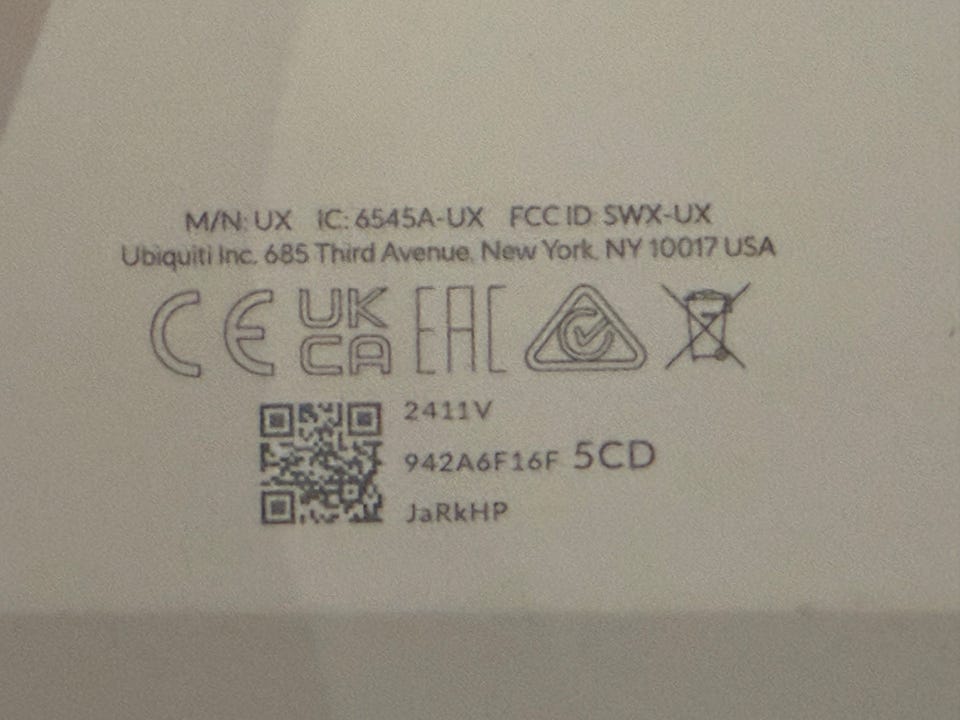 M/N: UX IC: 6545A-UX FCC ID: SWX-UX
Ubiquiti Inc. 685 Third Avenue, New York, NY 10017 USA
CE UK CA EAC
2411V
942A6F16F 5CD
JaRkHP